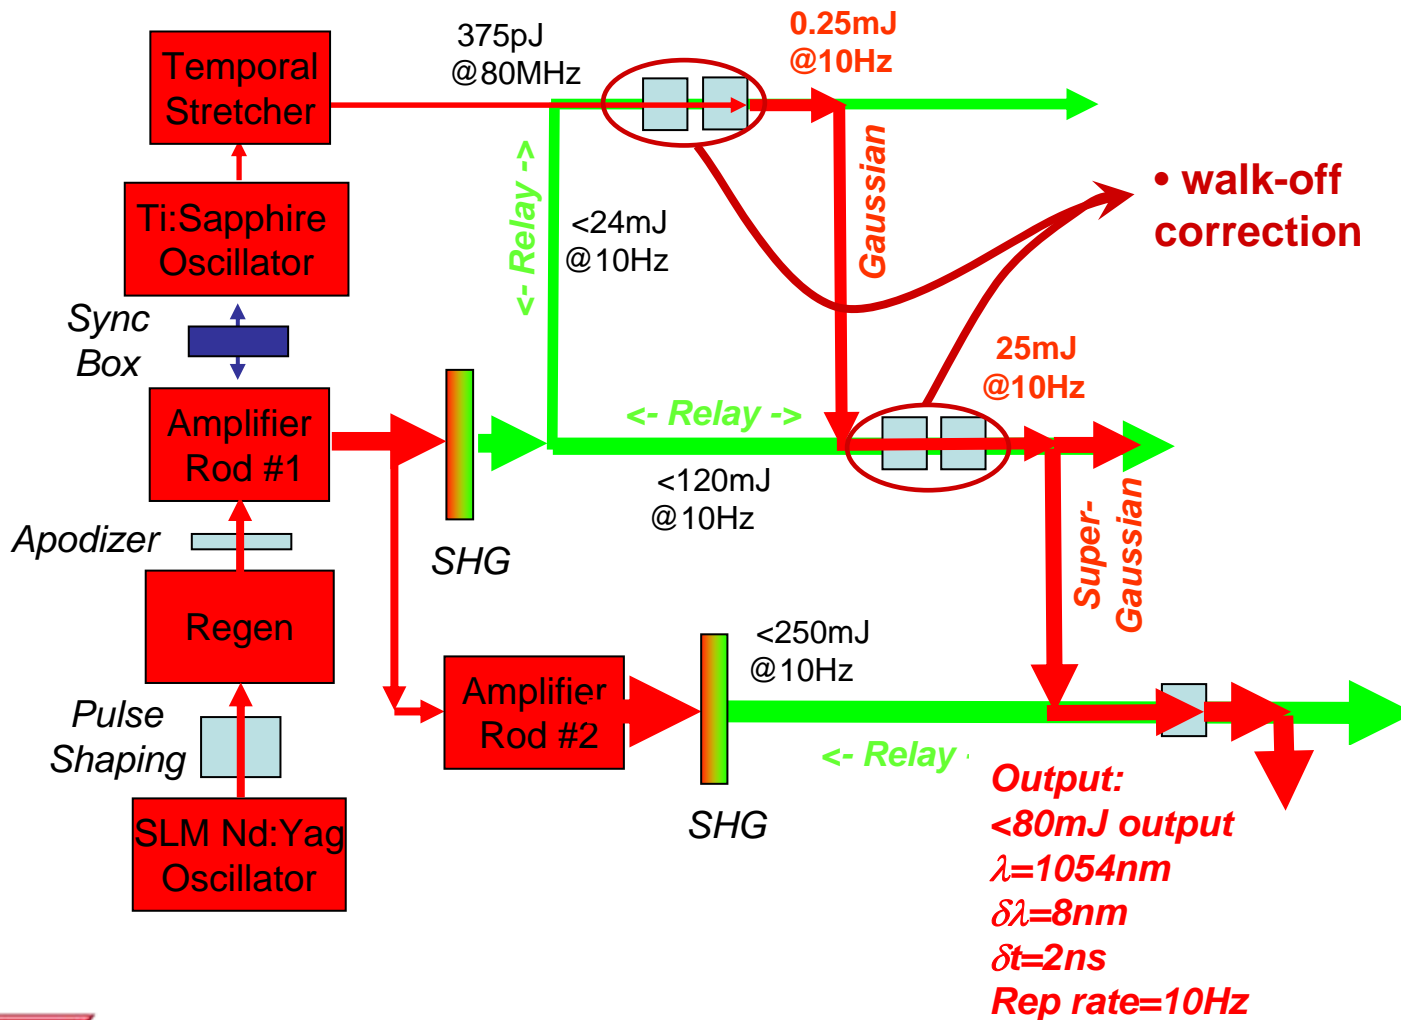 Temporal
Stretcher
375pJ
@80MHz
0.25mJ
@10Hz
Ti:Sapphire
Oscillator
<- Relay ->
<24mJ
@10Hz
Gaussian
• walk-off
correction
Sync
Box
Amplifier
Rod #1
<- Relay ->
25mJ
@10Hz
<120mJ
@10Hz
Apodizer
SHG
Super-
Gaussian
Regen
Pulse
Shaping
Amplifier
Rod #2
<250mJ
@10Hz
<- Relay -
SHG
SLM Nd:Yag
Oscillator
Output:
<80mJ output
λ=1054nm
δλ=8nm
δt=2ns
Rep rate=10Hz